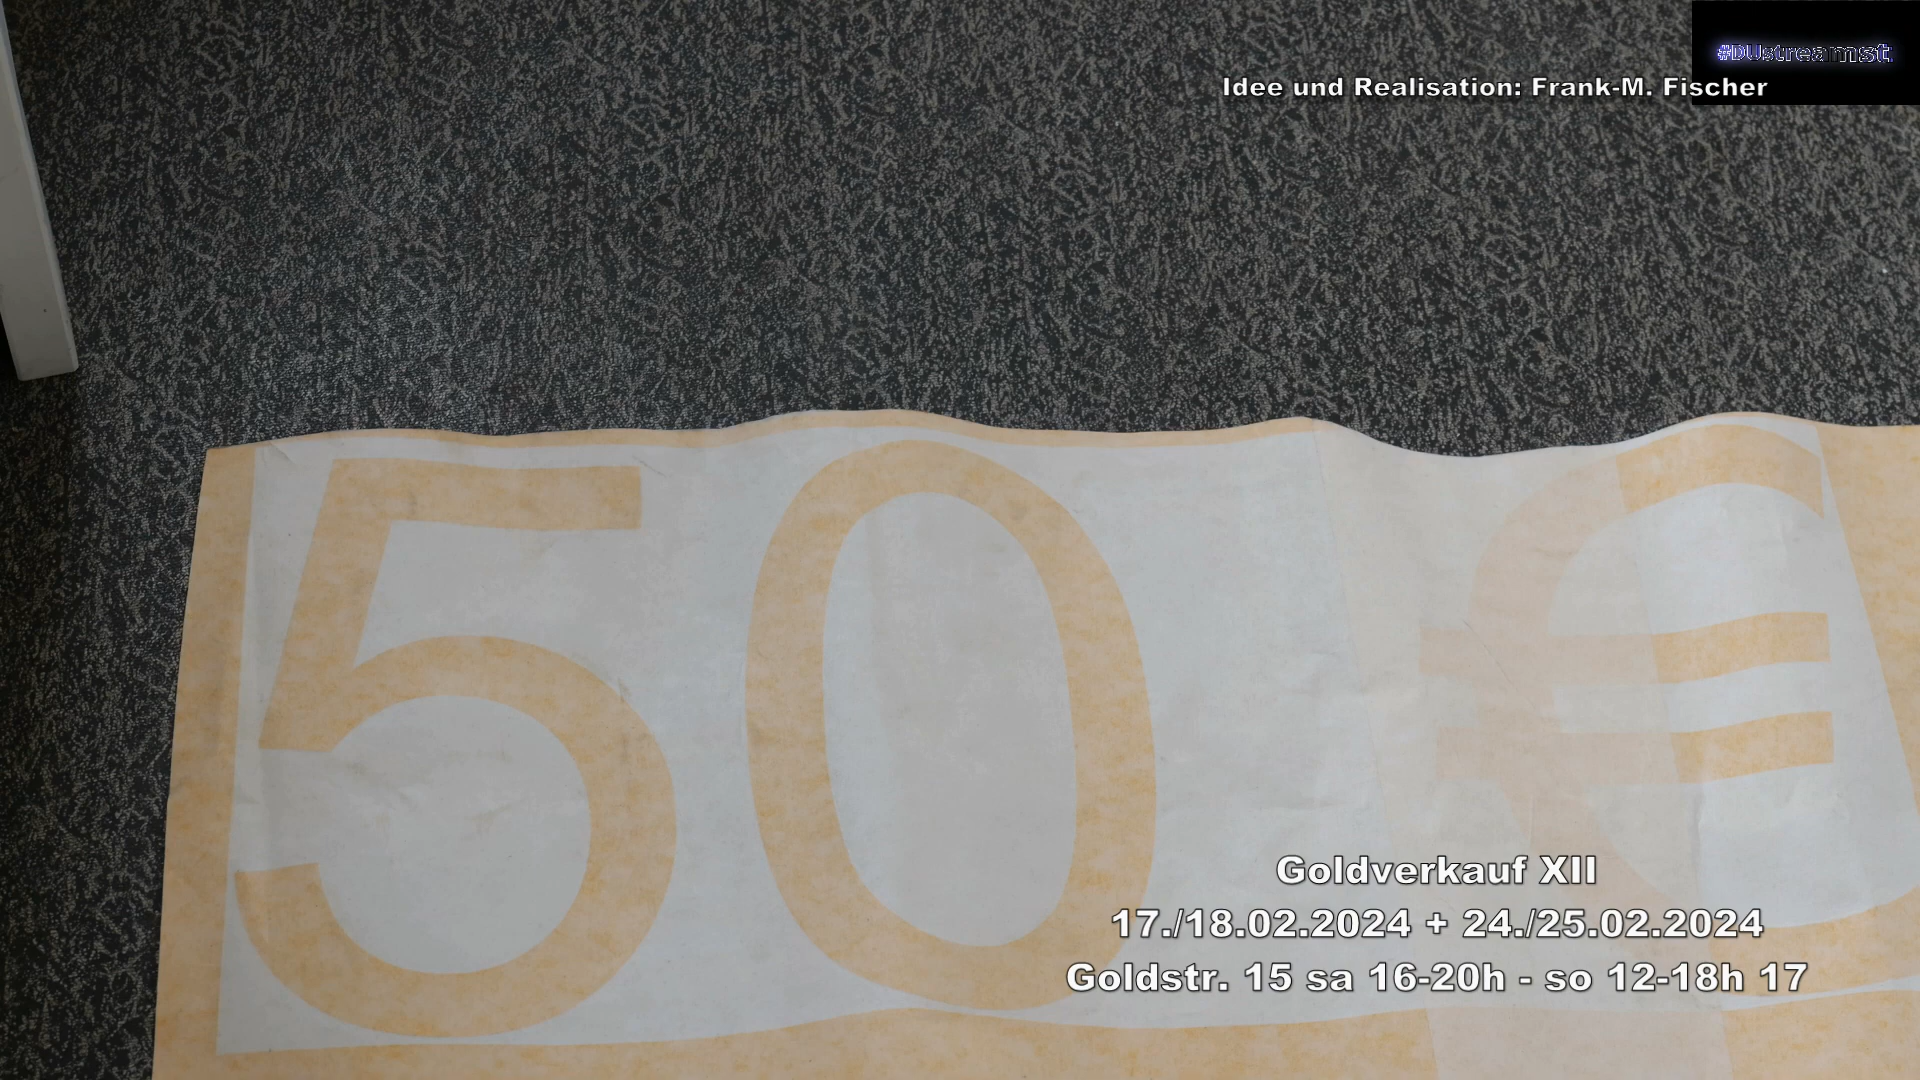 #DUstreamst
Idee und Realisation: Frank-M. Fischer
50 €
Goldverkauf XII
17./18.02.2024 + 24./25.02.2024
Goldstr. 15 sa 16-20h - so 12-18h 17